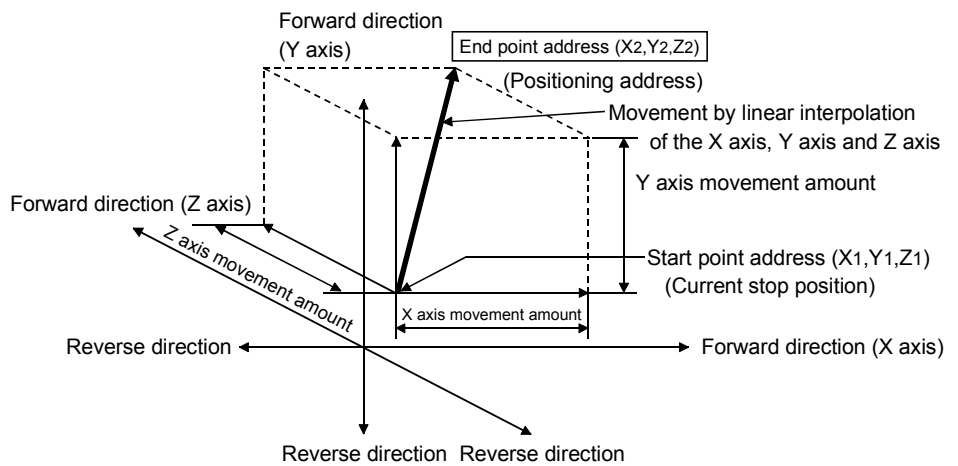 Forward direction
(Y axis)
End point address (X2,Y2,Z2)
(Positioning address)
Movement by linear interpolation
of the X axis, Y axis and Z axis
Y axis movement amount
Forward direction (Z axis)
Z axis movement amount
Start point address (X1,Y1,Z1)
(Current stop position)
X axis movement amount
Reverse direction
Forward direction (X axis)
Reverse direction
Reverse direction